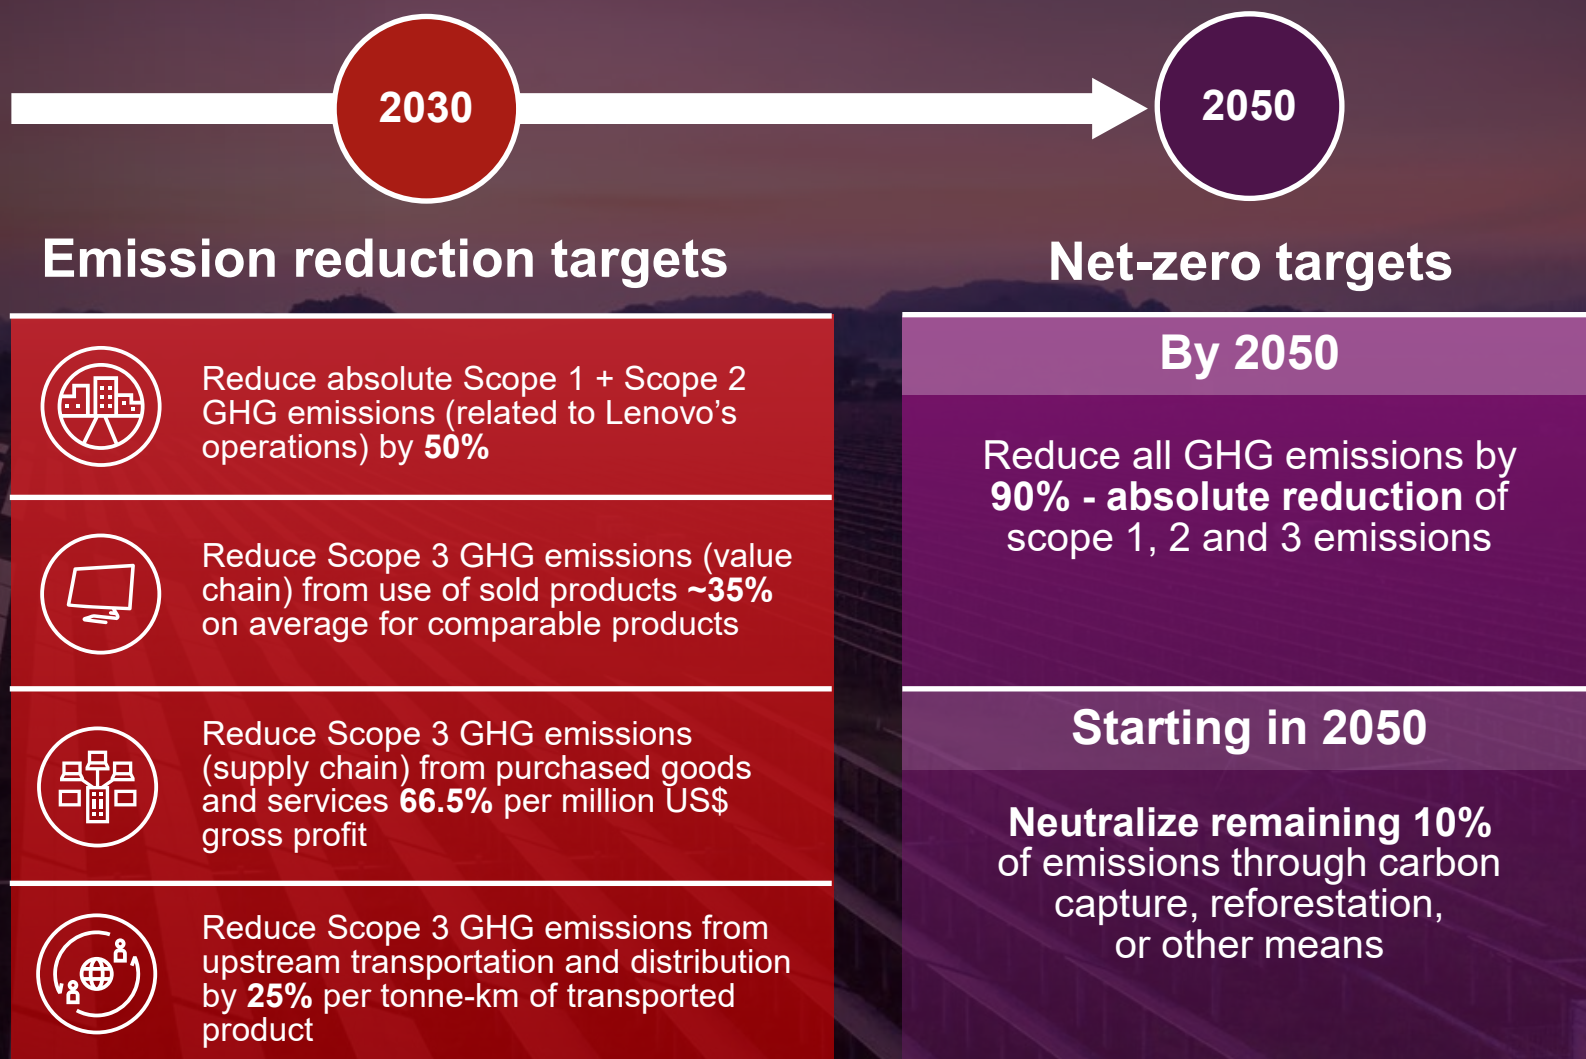 2030
2050
Emission reduction targets
Reduce absolute Scope 1 + Scope 2
GHG emissions (related to Lenovo’s
operations) by 50%
Reduce Scope 3 GHG emissions (value
chain) from use of sold products ~35%
on average for comparable products
Reduce Scope 3 GHG emissions
(supply chain) from purchased goods
and services 66.5% per million US$
gross profit
Reduce Scope 3 GHG emissions from
upstream transportation and distribution
by 25% per tonne-km of transported
product
Net-zero targets
By 2050
Reduce all GHG emissions by
90% - absolute reduction of
scope 1, 2 and 3 emissions
Starting in 2050
Neutralize remaining 10%
of emissions through carbon
capture, reforestation,
or other means